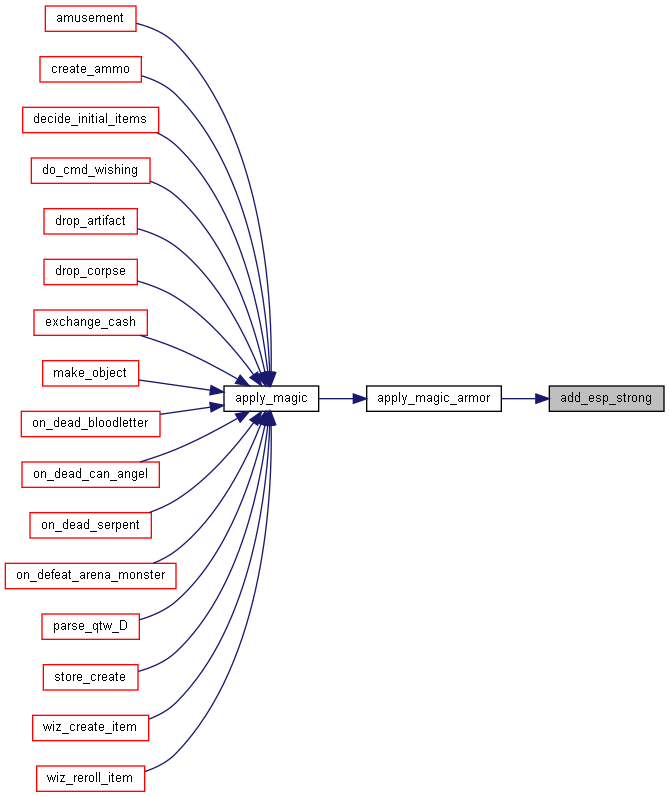 amusement
create_ammo
decide_initial_items
do_cmd_wishing
drop_artifact
drop_corpse
exchange_cash
make_object
apply_magic
apply_magic_armor
add_esp_strong
on_dead_bloodletter
on_dead_can_angel
on_dead_serpent
on_defeat_arena_monster
parse_qtw_D
store_create
wiz_create_item
wiz_reroll_item